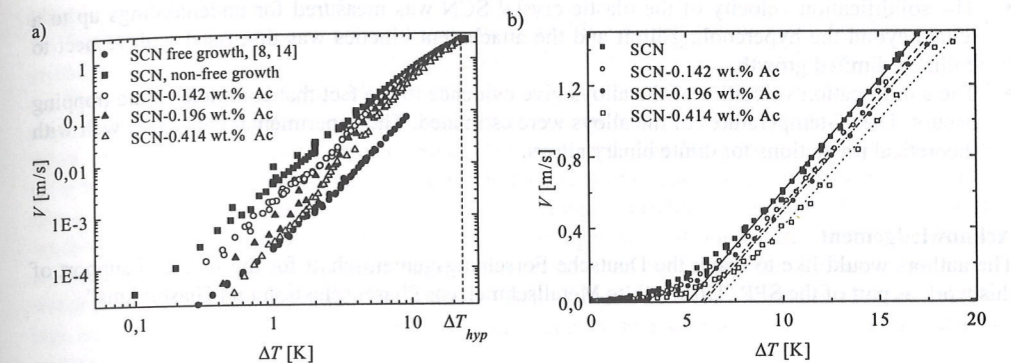 a)
SCN free growth, [8, 14]
SCN, non-free growth
SCN-0.142 wt.% Ac
SCN-0.196 wt.% Ac
SCN-0.414 wt.% Ac
1
0,1
0,01
1E-3
1E-4
V [m/s]
0,1
1
10
ΔT hyp
ΔT [K]
b)
SCN
SCN-0.142 wt.% Ac
SCN-0.196 wt.% Ac
SCN-0.414 wt.% Ac
1,2
0,8
0,4
0,0
V [m/s]
0
5
10
15
20
ΔT [K]